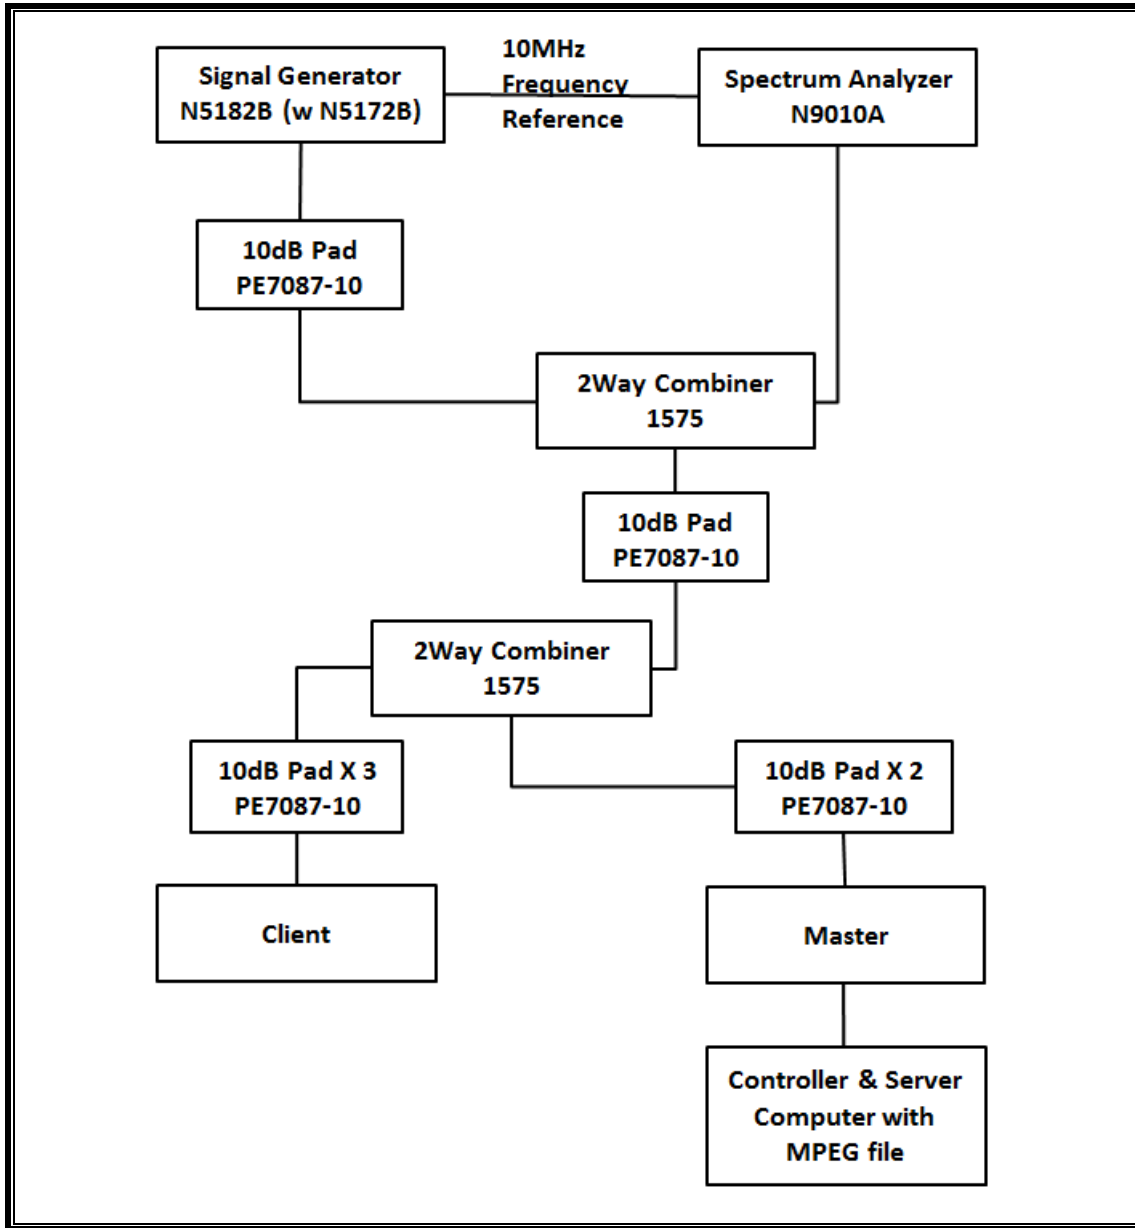 Signal Generator
N5182B (w N5172B)
10MHz
Frequency
Reference
Spectrum Analyzer
N9010A
10dB Pad
PE7087-10
2Way Combiner
1575
10dB Pad
PE7087-10
2Way Combiner
1575
10dB Pad X 3
PE7087-10
10dB Pad X 2
PE7087-10
Client
Master
Controller & Server
Computer with
MPEG file